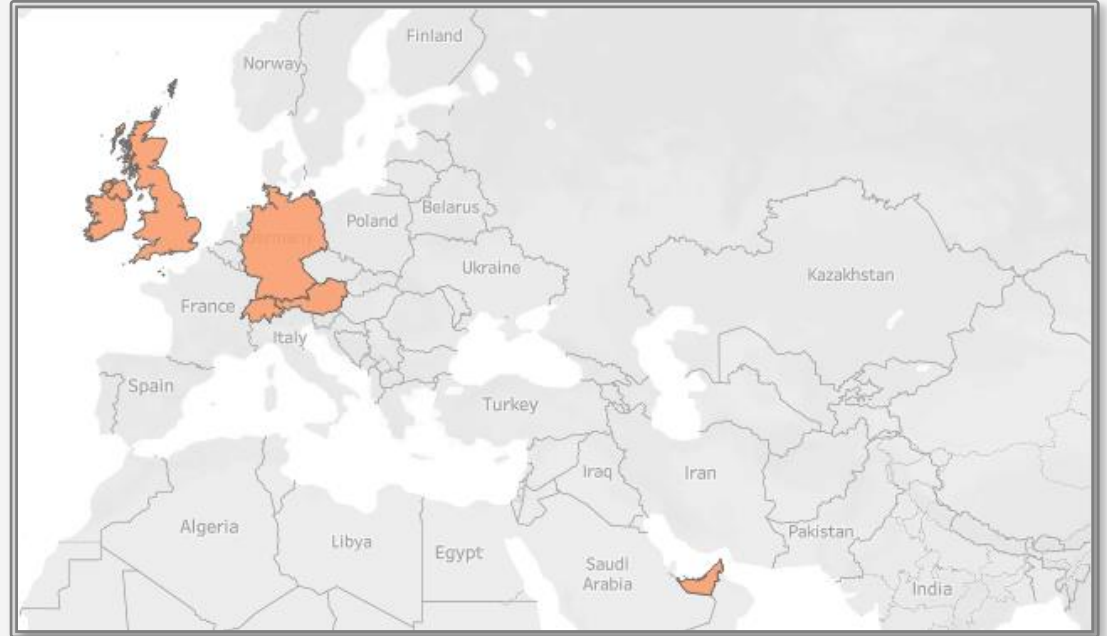 Finland
Norway
Poland
Belarus
Germany
Ukraine
Kazakhstan
France
Italy
Spain
Turkey
Iraq
Iran
Algeria
Libya
Egypt
Pakistan
Saudi
Arabia
India